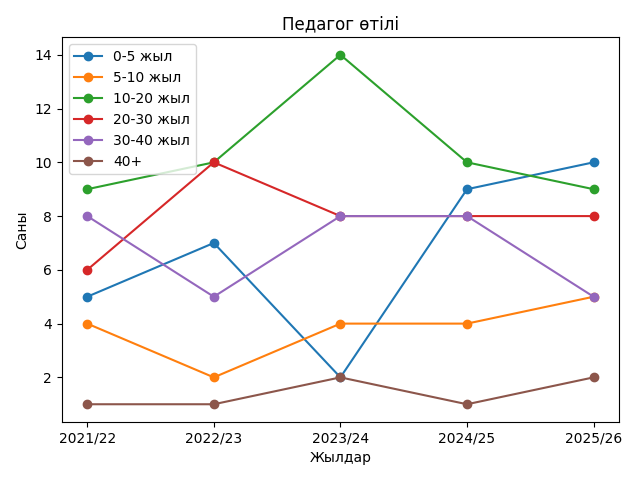 Педагог өтілі
0-5 жыл
5-10 жыл
10-20 жыл
20-30 жыл
30-40 жыл
40+
Саны
14
12
10
8
6
4
2
2021/22 2022/23 2023/24 2024/25 2025/26
Жылдар